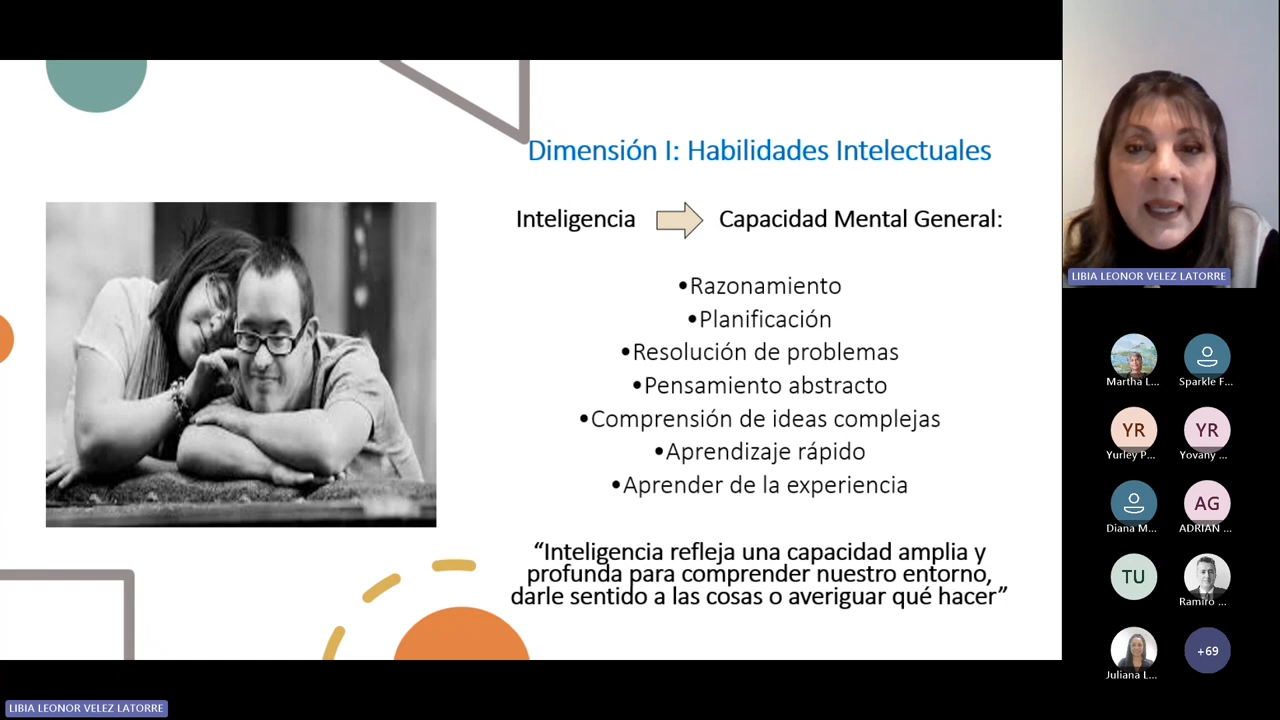 Dimensión I: Habilidades Intelectuales
Inteligencia
Capacidad Mental General:
•Razonamiento
•Planificación
•Resolución de problemas
•Pensamiento abstracto
•Comprensión de ideas complejas
•Aprendizaje rápido
•Aprender de la experiencia
“Inteligencia refleja una capacidad amplia y
profunda para comprender nuestro entorno,
darle sentido a las cosas o averiguar qué hacer”
LIBIA LEONOR VELEZ LATORRE
Martha L...
Sparkle F...
YR
YR
Yurley P...
Yovany ...
AG
Diana M...
ADRIAN ...
TU
Ramiro ...
Juliana L...
+69
LIBIA LEONOR VELEZ LATORRE